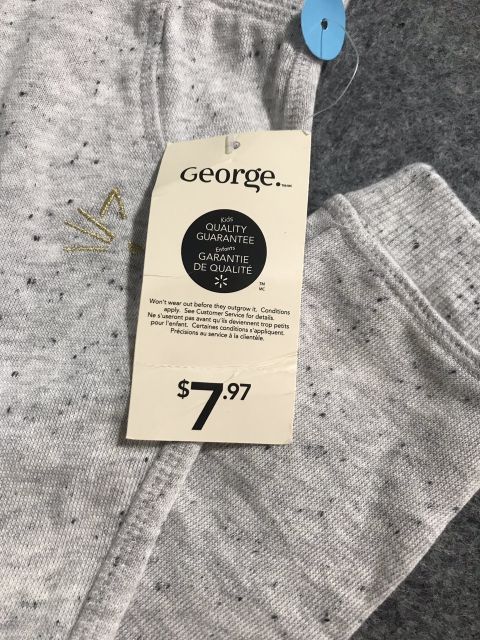 George.
Kids
QUALITY
GUARANTEE
Enfants
GARANTIE
DE QUALITÉ
TM
MC
Won't wear out before they outgrow it. Conditions
apply. See Customer Service for details.
Ne s'useront pas avant qu'ils deviennent trop petits
pour l'enfant. Certaines conditions s'appliquent.
Précisions au service à la clientèle.
$7.97